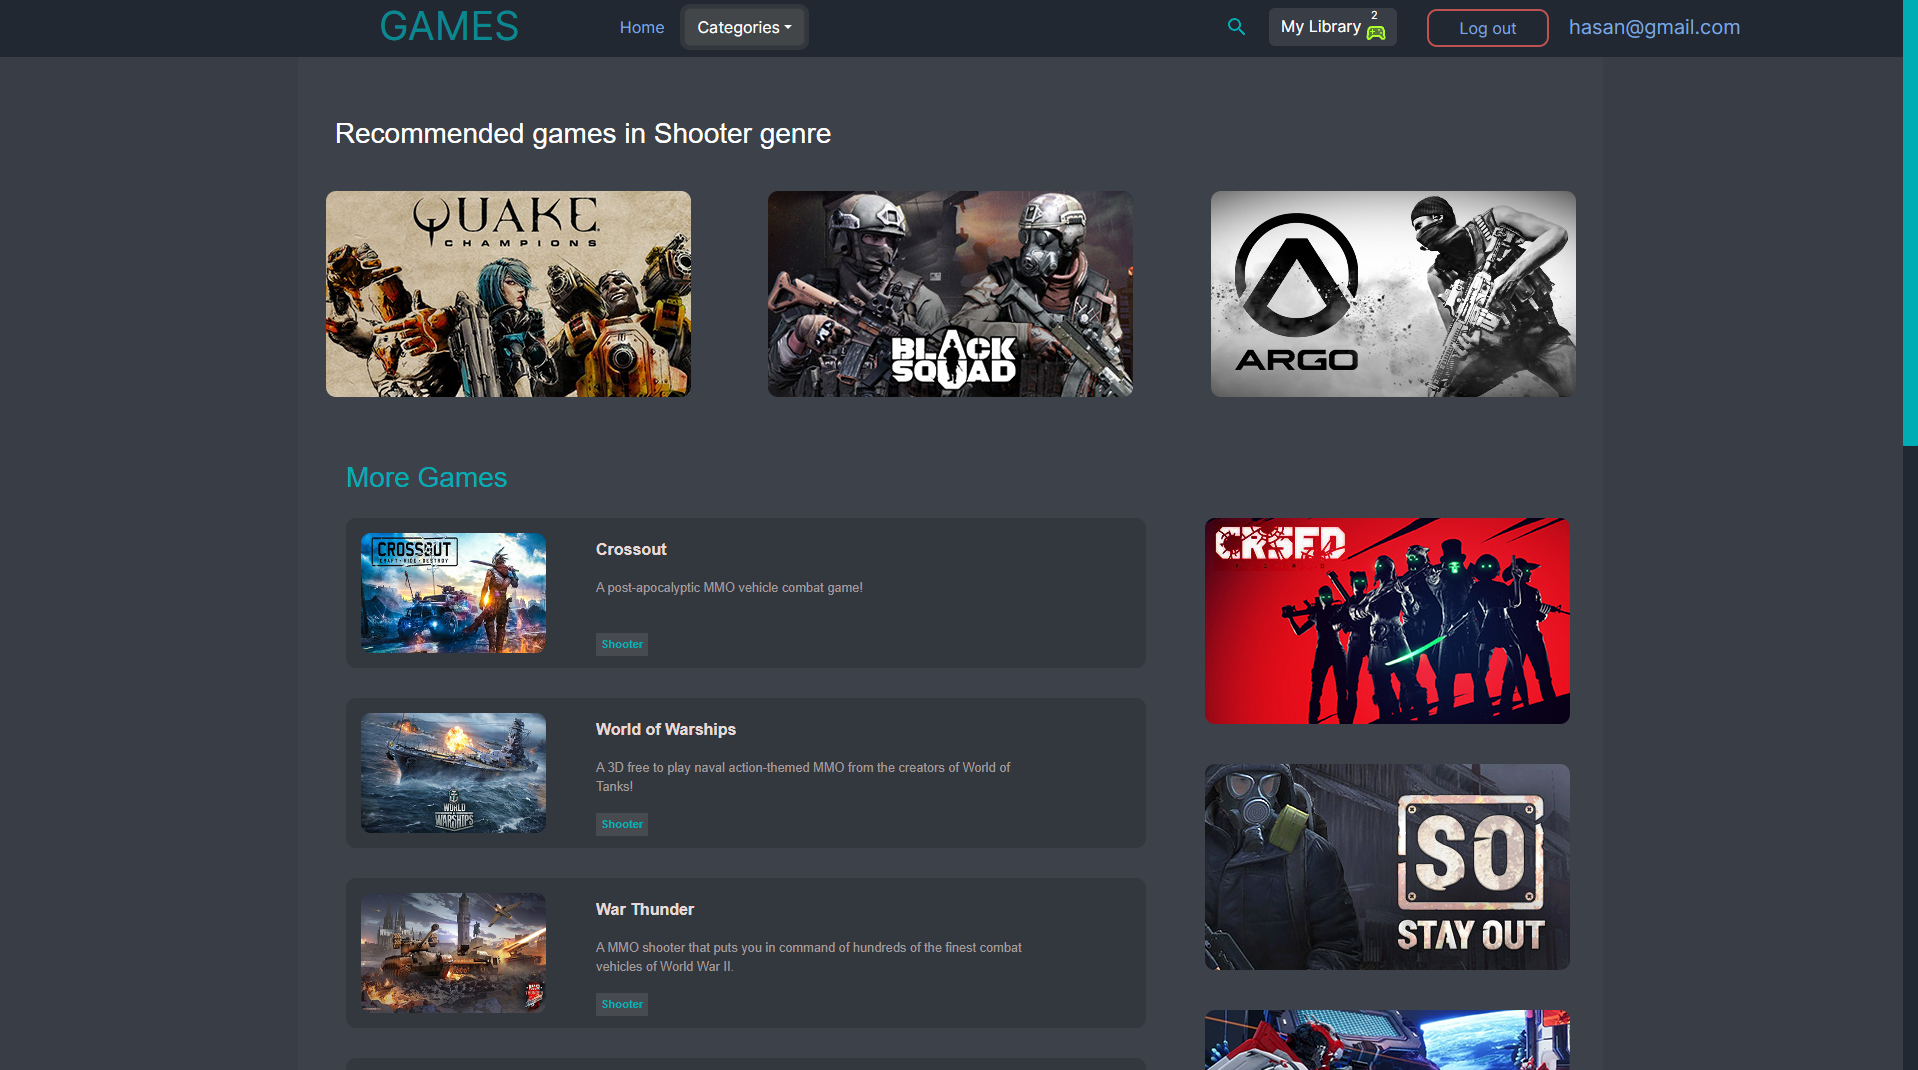 GAMES
Home
Categories
My Library
2
Log out
hasan@gmail.com
Recommended games in Shooter genre
QUAKE
CHAMPIONS
BLACK
SQUAD
ARGO
More Games
CROSSOUT
CRAFT • RIDE • DESTROY
Crossout
A post-apocalyptic MMO vehicle combat game!
Shooter
CRSED
WORLD
WARSHIPS
World of Warships
A 3D free to play naval action-themed MMO from the creators of World of
Tanks!
Shooter
SO
STAY OUT
War Thunder
A MMO shooter that puts you in command of hundreds of the finest combat
vehicles of World War II.
Shooter